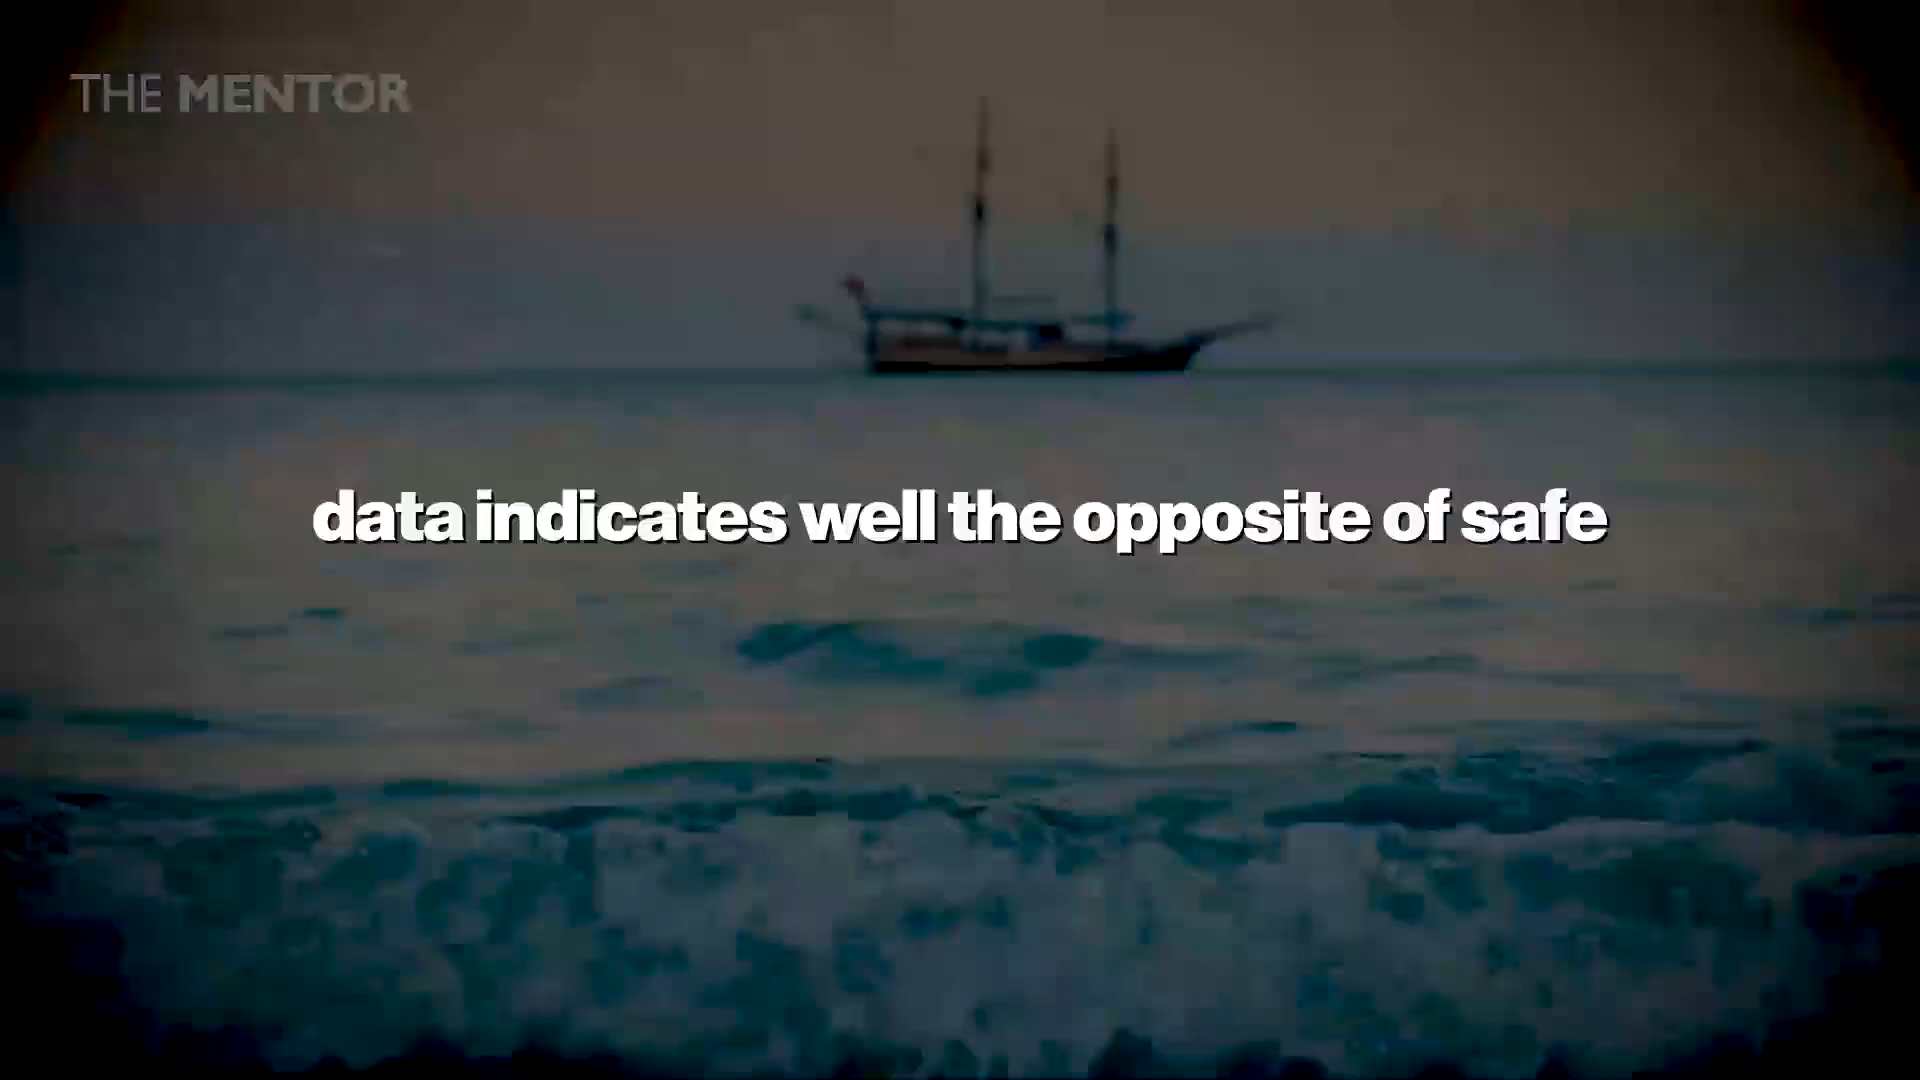 THE MENTOR
data indicates well the opposite of safe